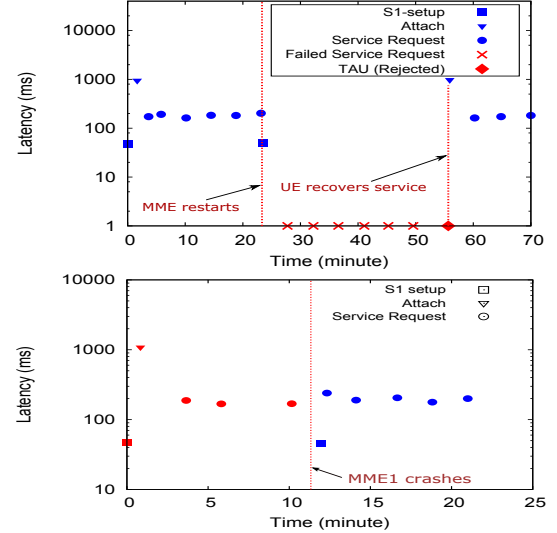 S1-setup
Attach
Service Request
Failed Service Request
TAU (Rejected)
10000
1000
100
10
1
Latency (ms)
MME restarts
UE recovers service
0 10 20 30 40 50 60 70
Time (minute)
S1 setup
Attach
Service Request
10000
1000
100
10
Latency (ms)
MME1 crashes
0 5 10 15 20 25
Time (minute)